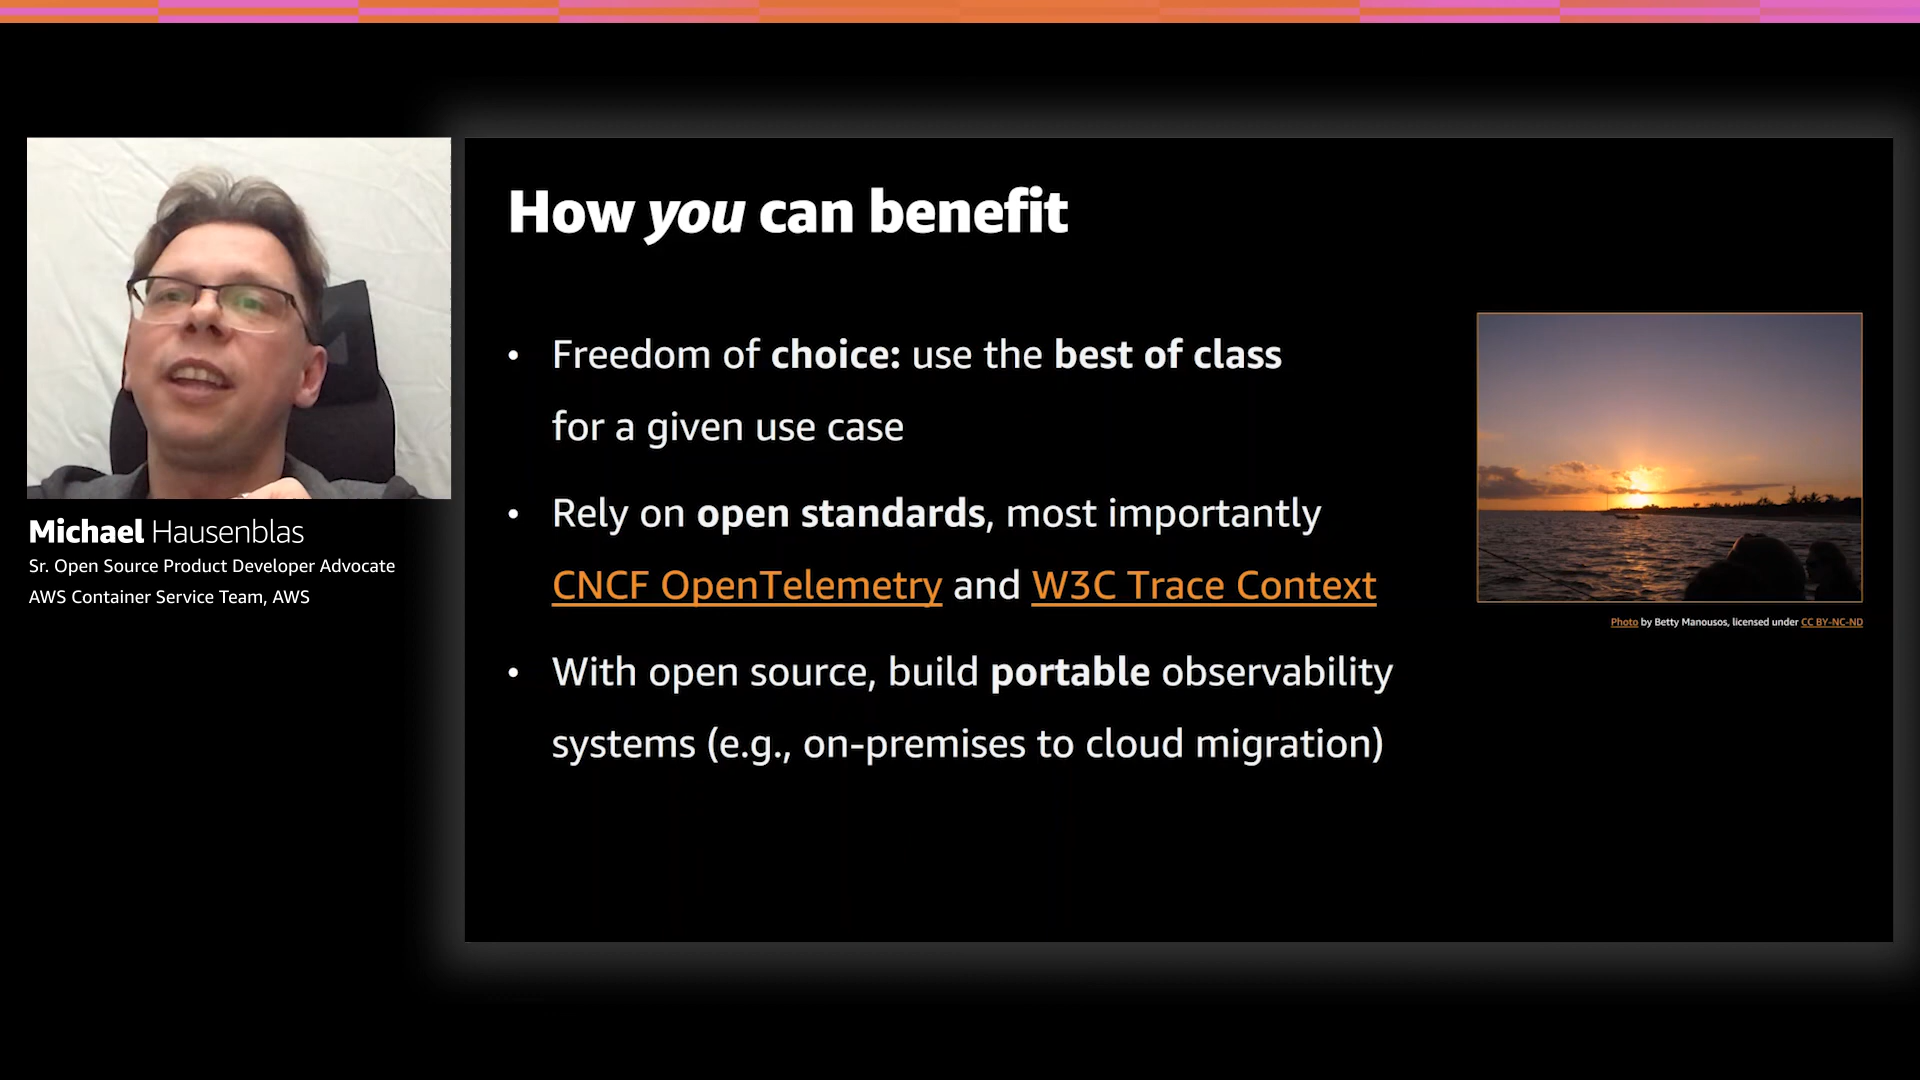 Michael Hausenblas
Sr. Open Source Product Developer Advocate
AWS Container Service Team, AWS
How you can benefit
• Freedom of choice: use the best of class
for a given use case
• Rely on open standards, most importantly
CNCF OpenTelemetry and W3C Trace Context
• With open source, build portable observability
systems (e.g., on-premises to cloud migration)
Photo by Betty Manousos, licensed under CC BY-NC-ND